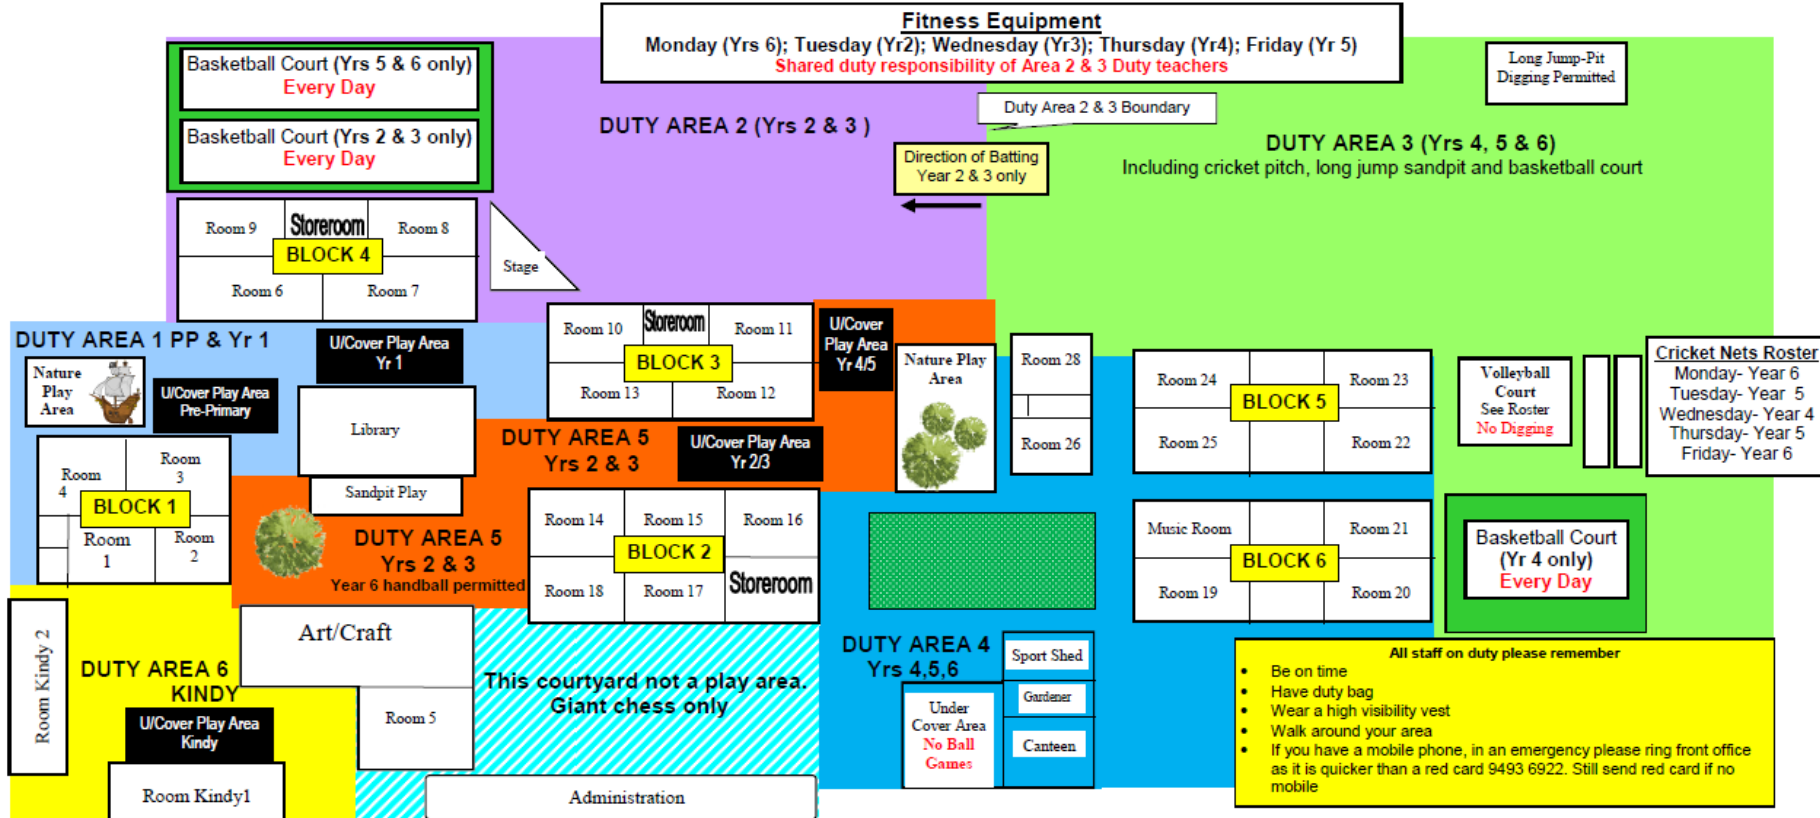 Fitness Equipment
Monday (Yrs 6); Tuesday (Yr2); Wednesday (Yr3); Thursday (Yr4); Friday (Yr 5)
Shared duty responsibility of Area 2 & 3 Duty teachers
Basketball Court (Yrs 5 & 6 only)
Every Day
Basketball Court (Yrs 2 & 3 only)
Every Day
DUTY AREA 2 (Yrs 2 & 3 )
Duty Area 2 & 3 Boundary
Direction of Batting
Year 2 & 3 only
Long Jump-Pit
Digging Permitted
DUTY AREA 3 (Yrs 4, 5 & 6)
Including cricket pitch, long jump sandpit and basketball court
Room 9
Storeroom
Room 8
BLOCK 4
Room 6
Room 7
Stage
DUTY AREA 1 PP & Yr 1
Nature
Play
Area
U/Cover Play Area
Pre-Primary
U/Cover Play Area
Yr 1
Library
Sandpit Play
Room
4
Room
3
BLOCK 1
Room
1
Room
2
Room 10
Storeroom
Room 11
BLOCK 3
Room 13
Room 12
U/Cover
Play Area
Yr 4/5
Nature Play
Area
DUTY AREA 5
Yrs 2 & 3
U/Cover Play Area
Yr 2/3
DUTY AREA 5
Yrs 2 & 3
Year 6 handball permitted
Room 14
Room 15
Room 16
BLOCK 2
Room 18
Room 17
Storeroom
Room 28
Room 26
Room 24
Room 23
BLOCK 5
Room 25
Room 22
Volleyball
Court
See Roster
No Digging
Cricket Nets Roster
Monday- Year 6
Tuesday- Year 5
Wednesday- Year 4
Thursday- Year 5
Friday- Year 6
Music Room
Room 21
BLOCK 6
Room 19
Room 20
Basketball Court
(Yr 4 only)
Every Day
Room Kindy 2
DUTY AREA 6
KINDY
U/Cover Play Area
Kindy
Room Kindy1
Art/Craft
Room 5
This courtyard not a play area.
Giant chess only
Administration
DUTY AREA 4
Yrs 4,5,6
Under
Cover Area
No Ball
Games
Sport Shed
Gardener
Canteen
All staff on duty please remember
• Be on time
• Have duty bag
• Wear a high visibility vest
• Walk around your area
• If you have a mobile phone, in an emergency please ring front office
as it is quicker than a red card 9493 6922. Still send red card if no
mobile